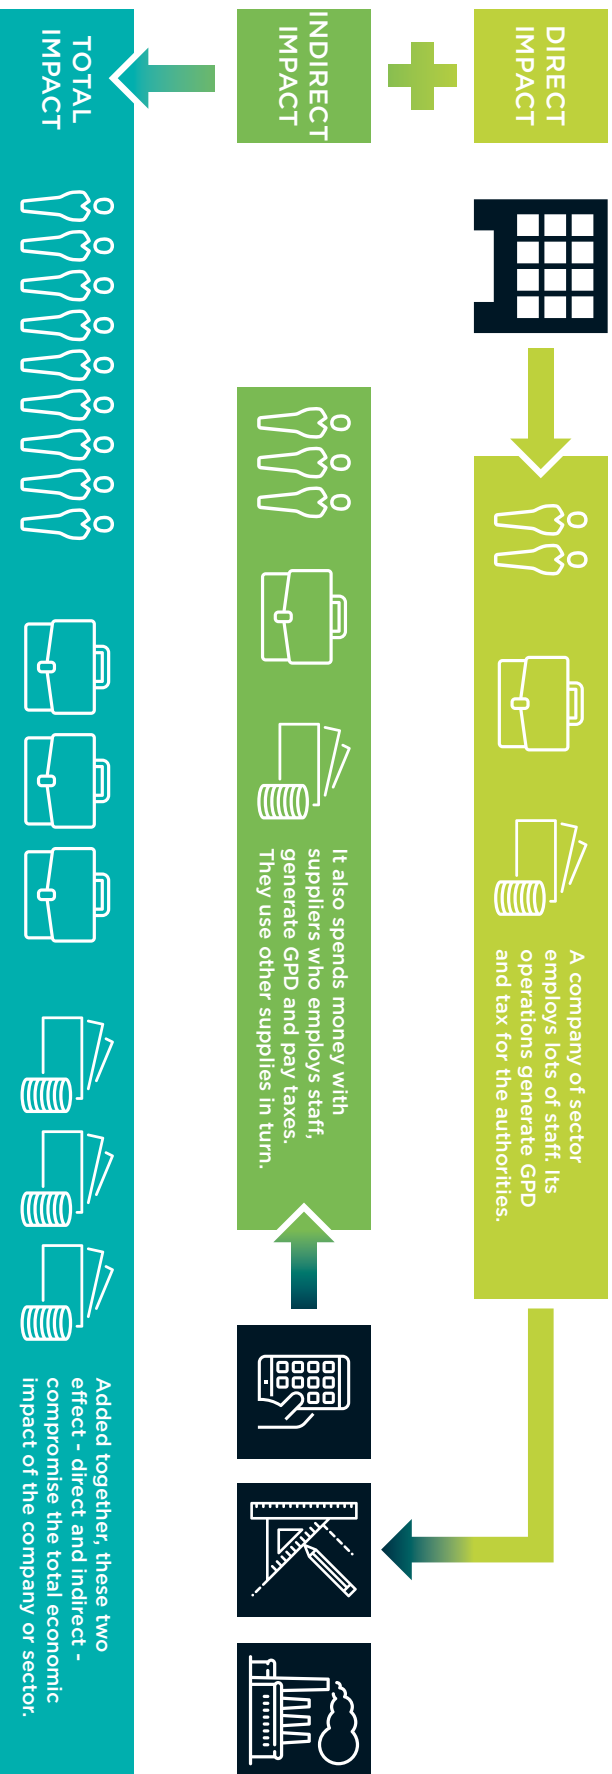 DIRECT
IMPACT
A company of sector
employs lots of staff. Its
operations generate GPD
and tax for the authorities.
INDIRECT
IMPACT
It also spends money with
suppliers who employs staff,
generate GPD and pay taxes.
They use other supplies in turn.
TOTAL
IMPACT
Added together, these two
effect - direct and indirect -
compromise the total economic
impact of the company or sector.